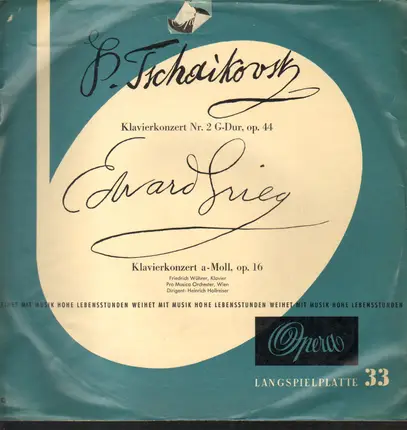 P. Tschaikovsky
Klavierkonzert Nr. 2 G-Dur, op. 44
Edvard Grieg
Klavierkonzert a-Moll, op. 16
Friedrich Wührer, Klavier
Pro Musica Orchester, Wien
Dirigent: Heinrich Hollreiser
MIT MUSIK HOHE LEBENSSTUNDEN WEIHET MIT MUSIK HOHE LEBENSSTUNDEN WEIHET MIT MUSIK HOHE LEBENSSTUNDEN
Opera
LANGSPIELPLATTE 33